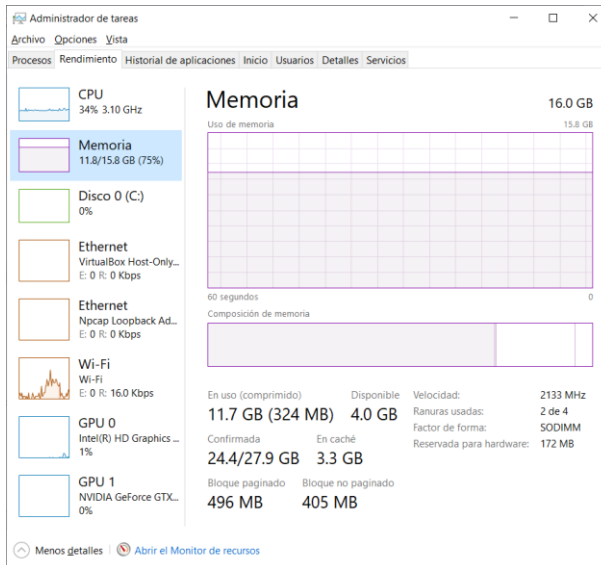 Administrador de tareas
Archivo Opciones Vista
Procesos Rendimiento Historial de aplicaciones Inicio Usuarios Detalles Servicios
CPU
34% 3.10 GHz
Memoria
11.8/15.8 GB (75%)
Disco 0 (C:)
0%
Ethernet
VirtualBox Host-Only...
E: 0 R: 0 Kbps
Ethernet
Npcap Loopback Ad...
E: 0 R: 0 Kbps
Wi-Fi
Wi-Fi
E: 0 R: 16.0 Kbps
GPU 0
Intel(R) HD Graphics ...
1%
GPU 1
NVIDIA GeForce GTX...
0%
Memoria 16.0 GB
Uso de memoria 15.8 GB
60 segundos 0
Composición de memoria
En uso (comprimido) Disponible
11.7 GB (324 MB) 4.0 GB
Confirmada En caché
24.4/27.9 GB 3.3 GB
Bloque paginado Bloque no paginado
496 MB 405 MB
Velocidad: 2133 MHz
Ranuras usadas: 2 de 4
Factor de forma: SODIMM
Reservada para hardware: 172 MB
Menos detalles Abrir el Monitor de recursos